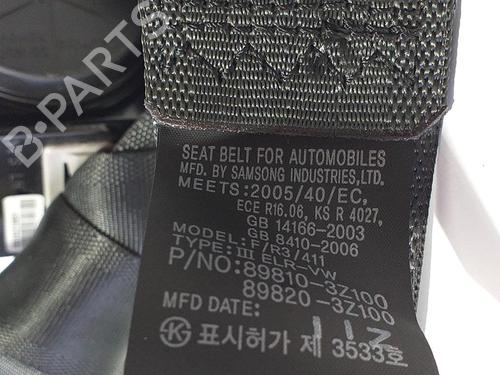 B-PARTS
SEAT BELT FOR AUTOMOBILES
MFD. BY SAMSONG INDUSTRIES,LTD.
MEETS:2005/40/EC,
ECE R16.06, KS R 4027,
GB 14166-2003
GB 8410-2006
MODEL: F/R3/411
TYPE: III ELR-VW
P/NO:89810-3Z100
89820-3Z100
MFD DATE:
표시허가 제 3533호